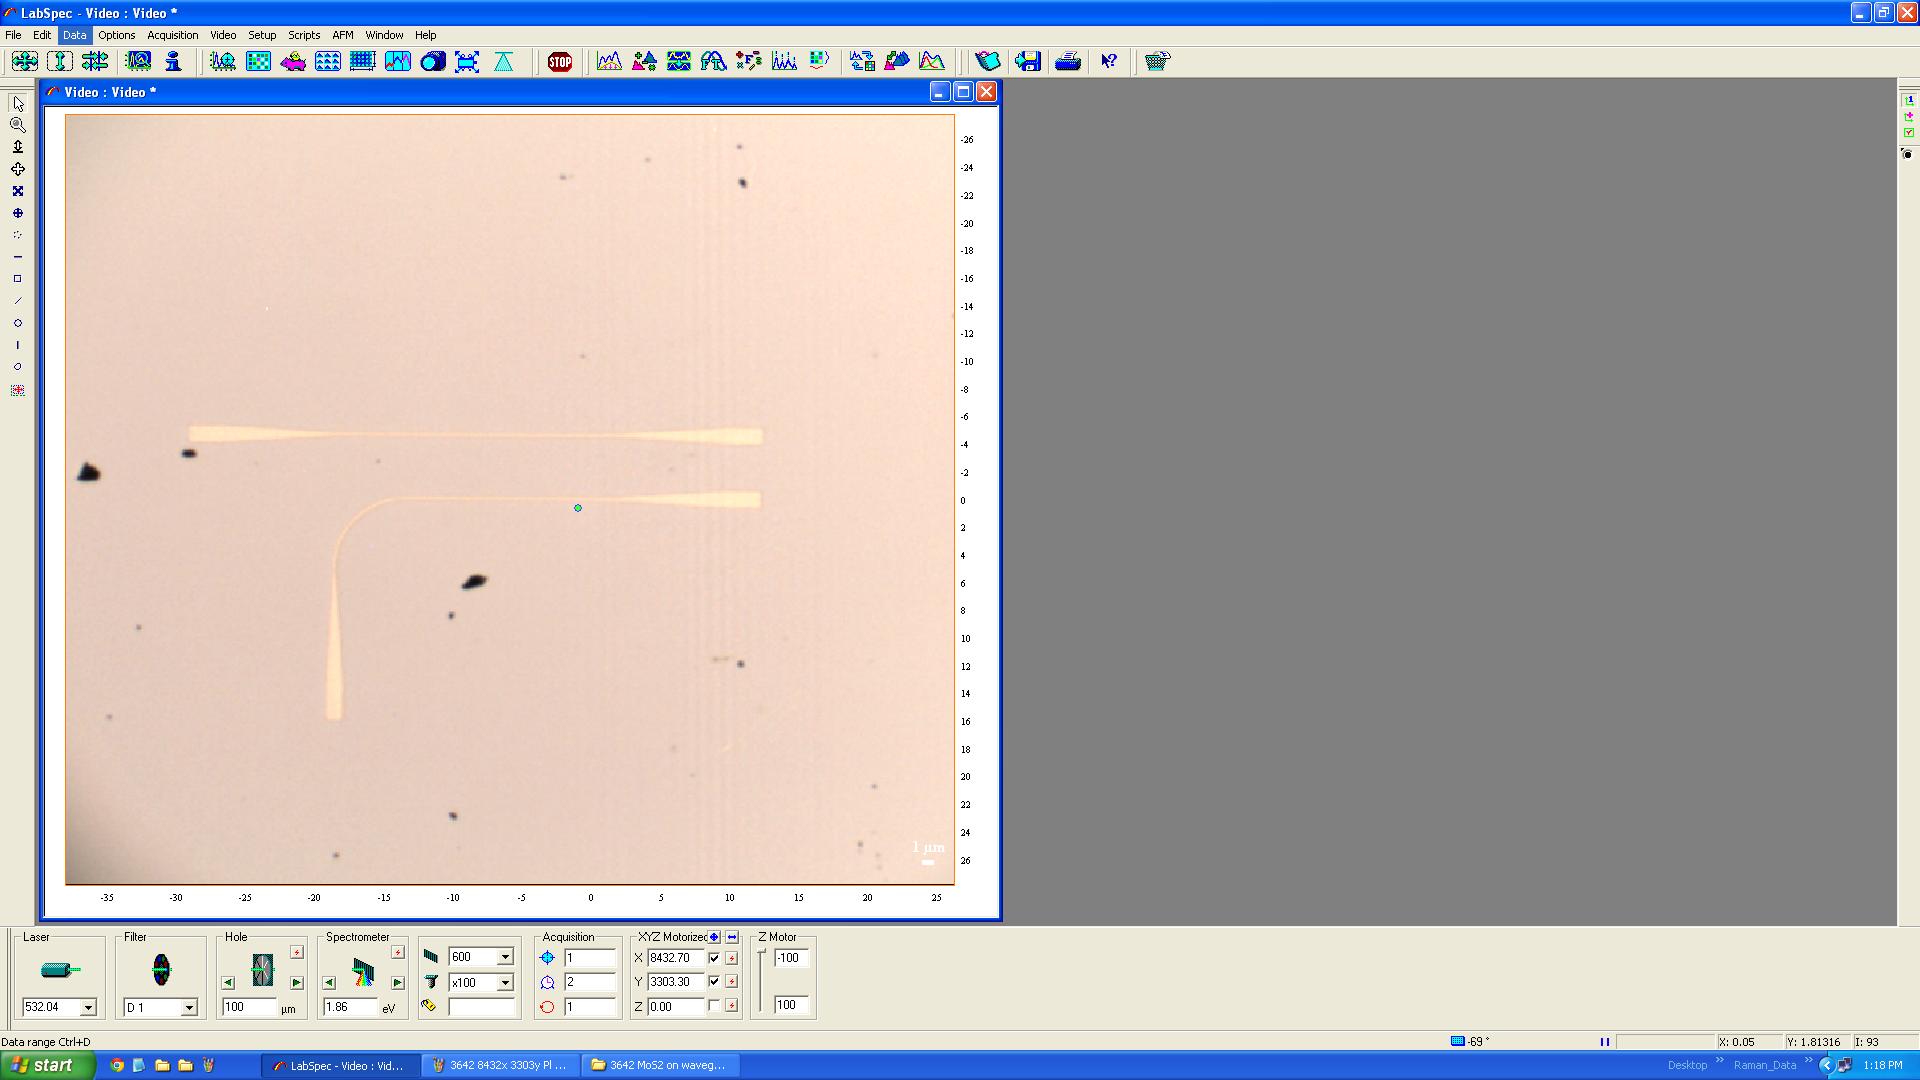 LabSpec - Video : Video *
File Edit Data Options Acquisition Video Setup Scripts AFM Window Help
STOP
Video : Video *
-26
-24
-22
-20
-18
-16
-14
-12
-10
-8
-6
-4
-2
0
2
4
6
8
10
12
14
16
18
20
22
24
26
1 µm
-35 -30 -25 -20 -15 -10 -5 0 5 10 15 20 25
Laser Filter Hole Spectrometer Acquisition XYZ Motorized Z Motor
600 1 X 8432.70 -100
x100 2 Y 3303.30
532.04 D 1 100 µm 1.86 eV 1 Z 0.00 100
Data range Ctrl+D -69 ° X: 0.05 Y: 1.81316 I: 93
start LabSpec - Video : Vid... 3642 8432x 3303y Pl ... 3642 MoS2 on waveg... Desktop » Raman_Data » 1:18 PM